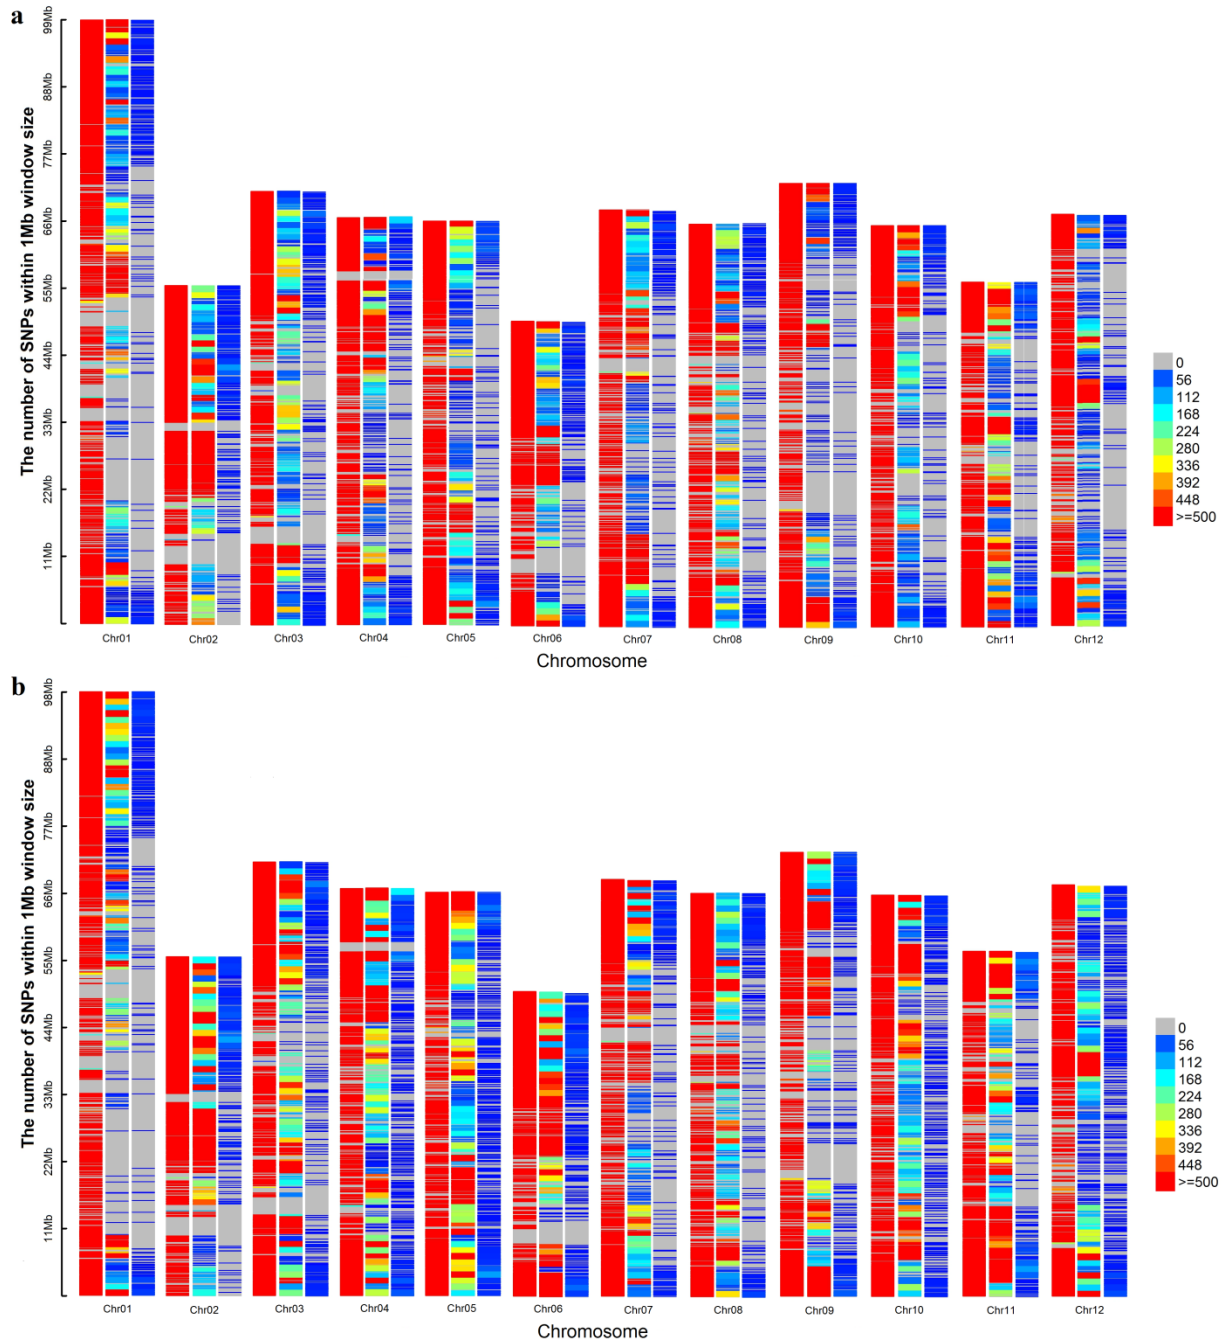 a
The number of SNPs within 1Mb window size
99Mb
88Mb
77Mb
66Mb
55Mb
44Mb
33Mb
22Mb
11Mb
Chr01 Chr02 Chr03 Chr04 Chr05 Chr06 Chr07 Chr08 Chr09 Chr10 Chr11 Chr12
Chromosome
0
56
112
168
224
280
336
392
448
>=500
b
The number of SNPs within 1Mb window size
98Mb
88Mb
77Mb
66Mb
55Mb
44Mb
33Mb
22Mb
11Mb
Chr01 Chr02 Chr03 Chr04 Chr05 Chr06 Chr07 Chr08 Chr09 Chr10 Chr11 Chr12
Chromosome
0
56
112
168
224
280
336
392
448
>=500